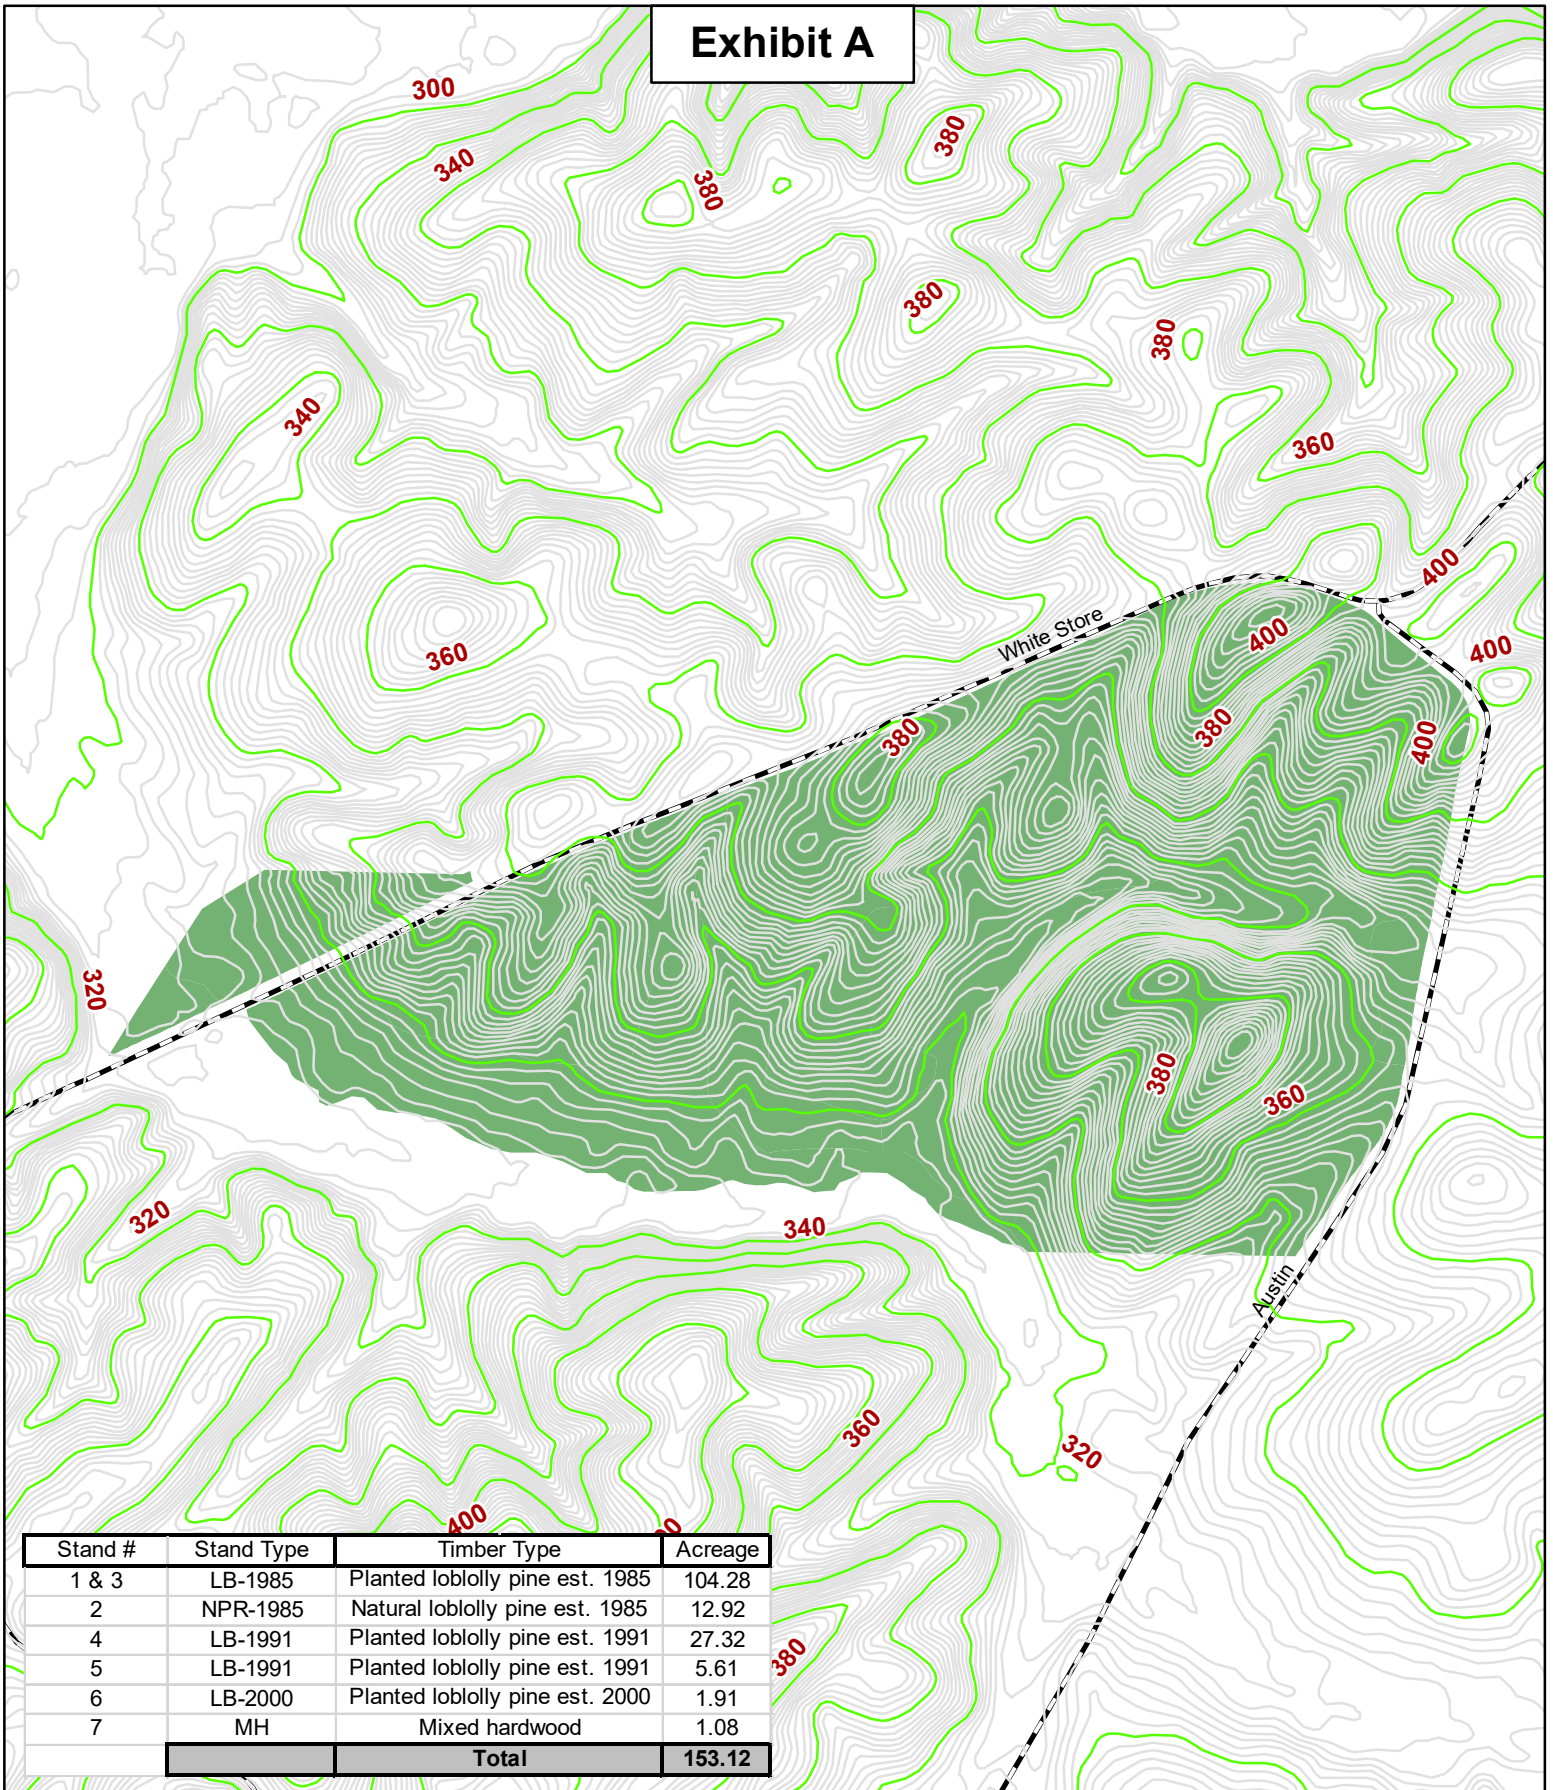 Exhibit A
300
340
380
380
380
380
340
360
400
400
White Store
400
360
380
380
400
320
380
360
320
340
Austin
360
320
400
380
Stand # Stand Type Timber Type Acreage
1 & 3 LB-1985 Planted loblolly pine est. 1985 104.28
2 NPR-1985 Natural loblolly pine est. 1985 12.92
4 LB-1991 Planted loblolly pine est. 1991 27.32
5 LB-1991 Planted loblolly pine est. 1991 5.61
6 LB-2000 Planted loblolly pine est. 2000 1.91
7 MH Mixed hardwood 1.08
Total 153.12